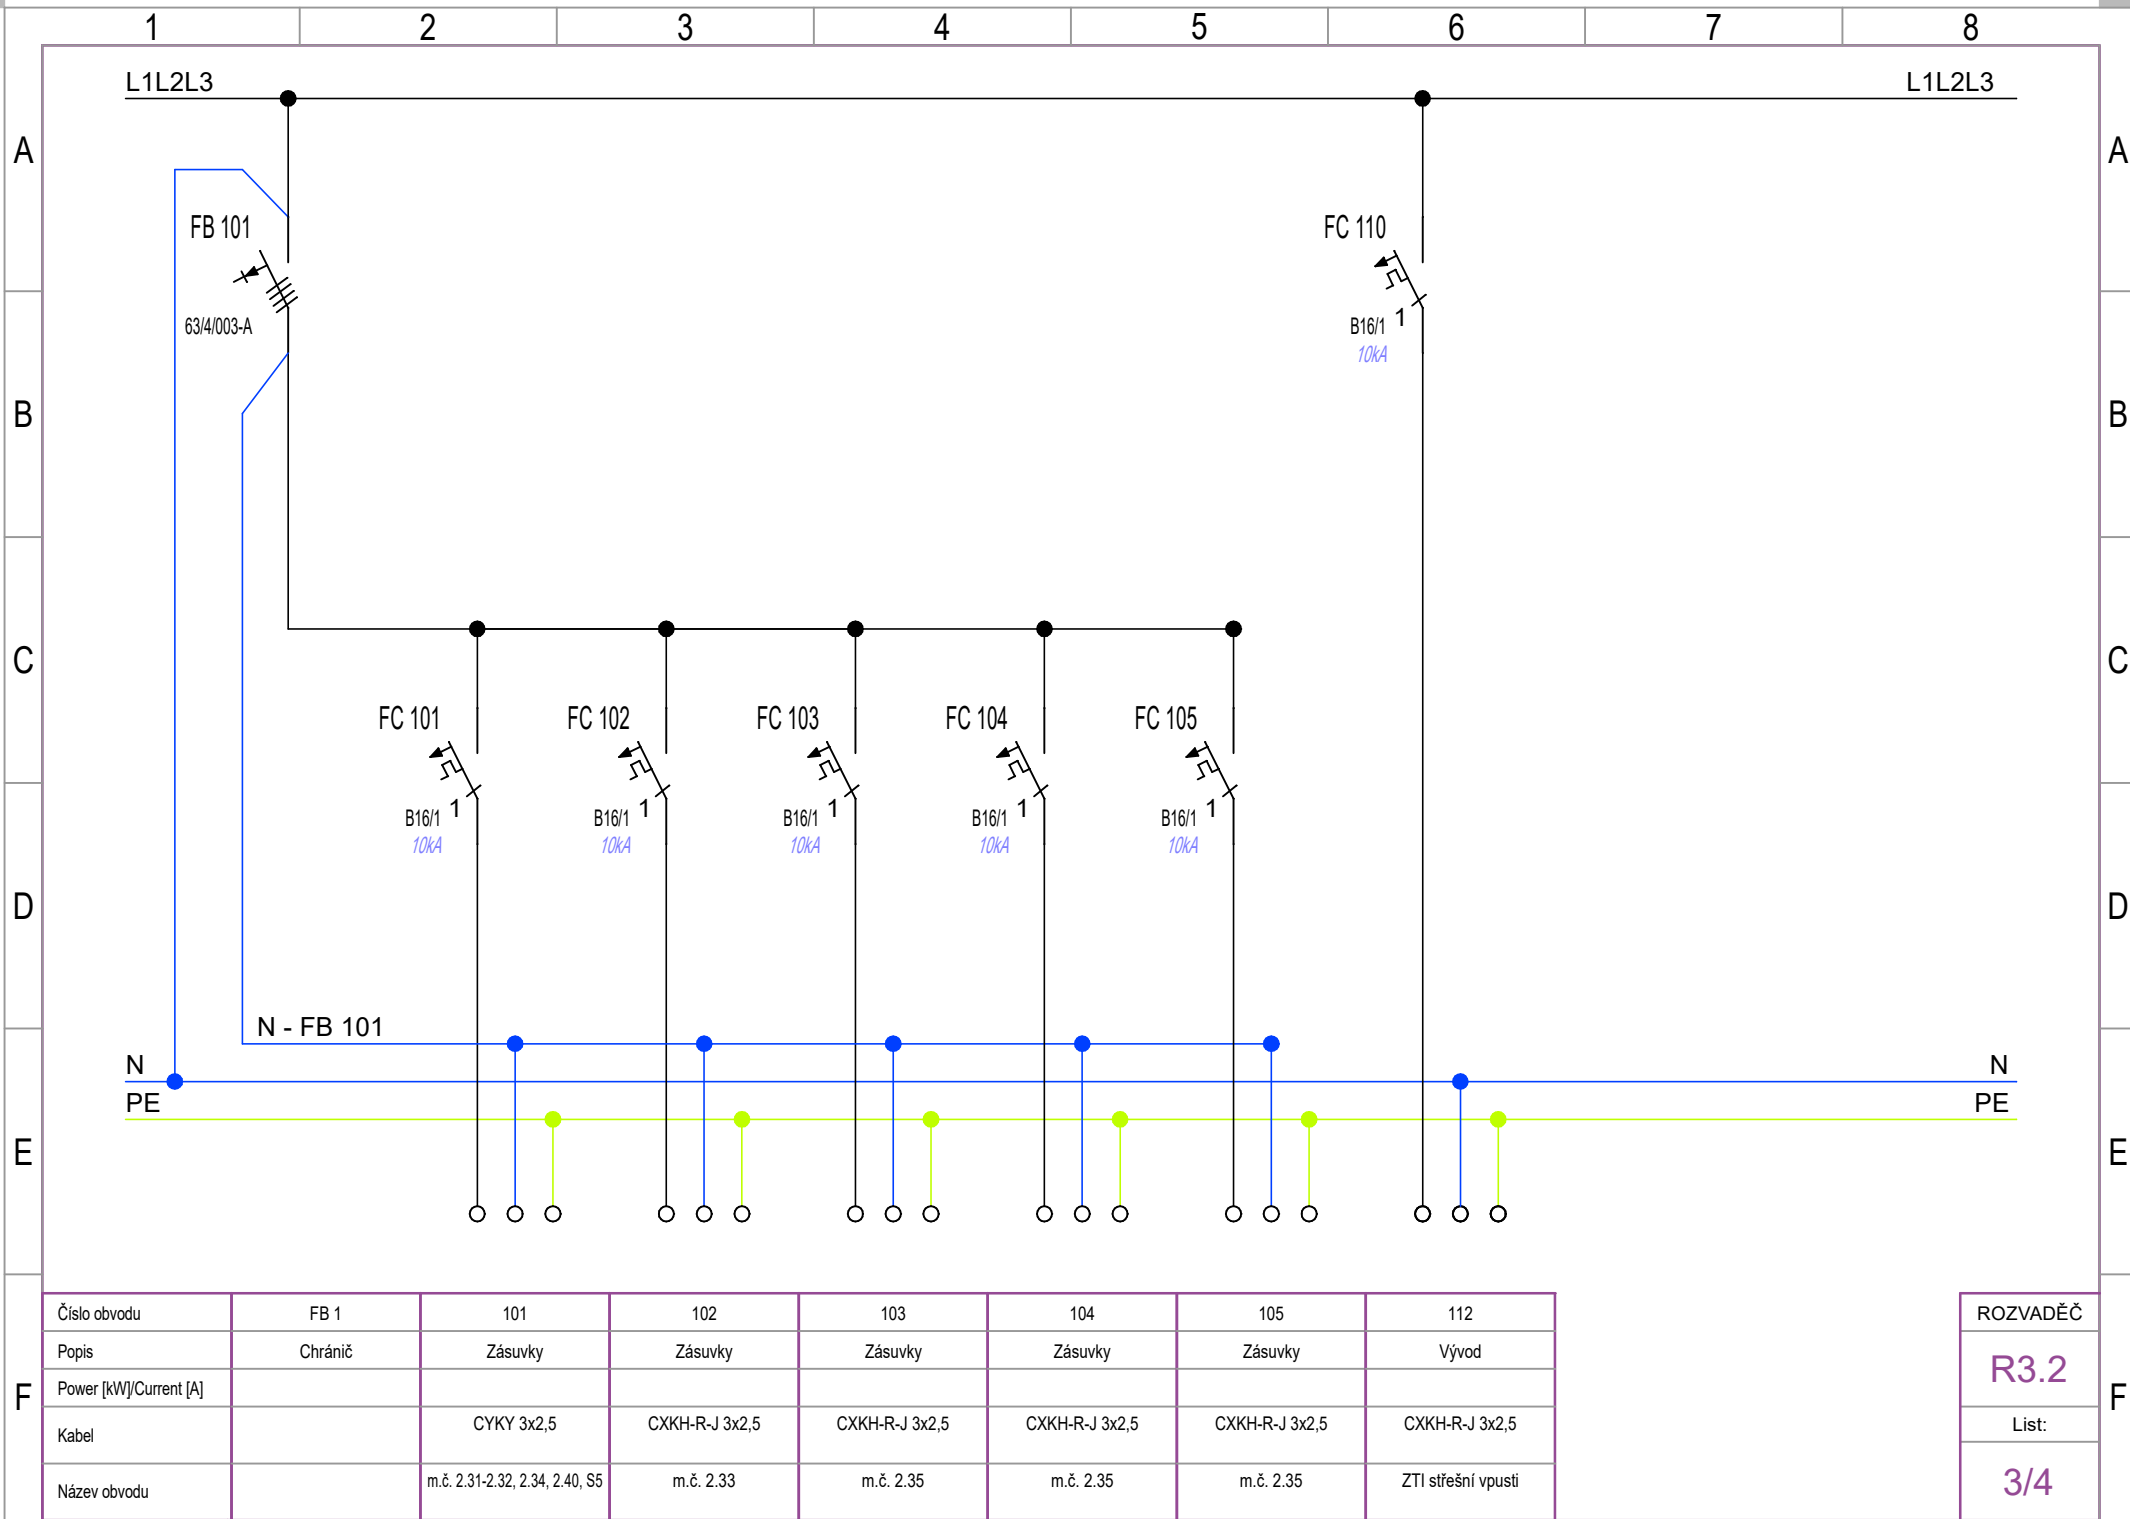 1 2 3 4 5 6 7 8
L1L2L3 L1L2L3
A A
FB 101 FC 110
63/4/003-A B16/1 1
10kA
B B
C C
FC 101 FC 102 FC 103 FC 104 FC 105
B16/1 1 B16/1 1 B16/1 1 B16/1 1 B16/1 1
10kA 10kA 10kA 10kA 10kA
D D
N - FB 101
N N
PE PE
E E
Číslo obvodu FB 1 101 102 103 104 105 112
Popis Chránič Zásuvky Zásuvky Zásuvky Zásuvky Zásuvky Vývod
Power [kW]/Current [A]
Kabel CYKY 3x2,5 CXKH-R-J 3x2,5 CXKH-R-J 3x2,5 CXKH-R-J 3x2,5 CXKH-R-J 3x2,5 CXKH-R-J 3x2,5
Název obvodu m.č. 2.31-2.32, 2.34, 2.40, S5 m.č. 2.33 m.č. 2.35 m.č. 2.35 m.č. 2.35 ZTI střešní vpusti
F F
ROZVADĚČ
R3.2
List:
3/4